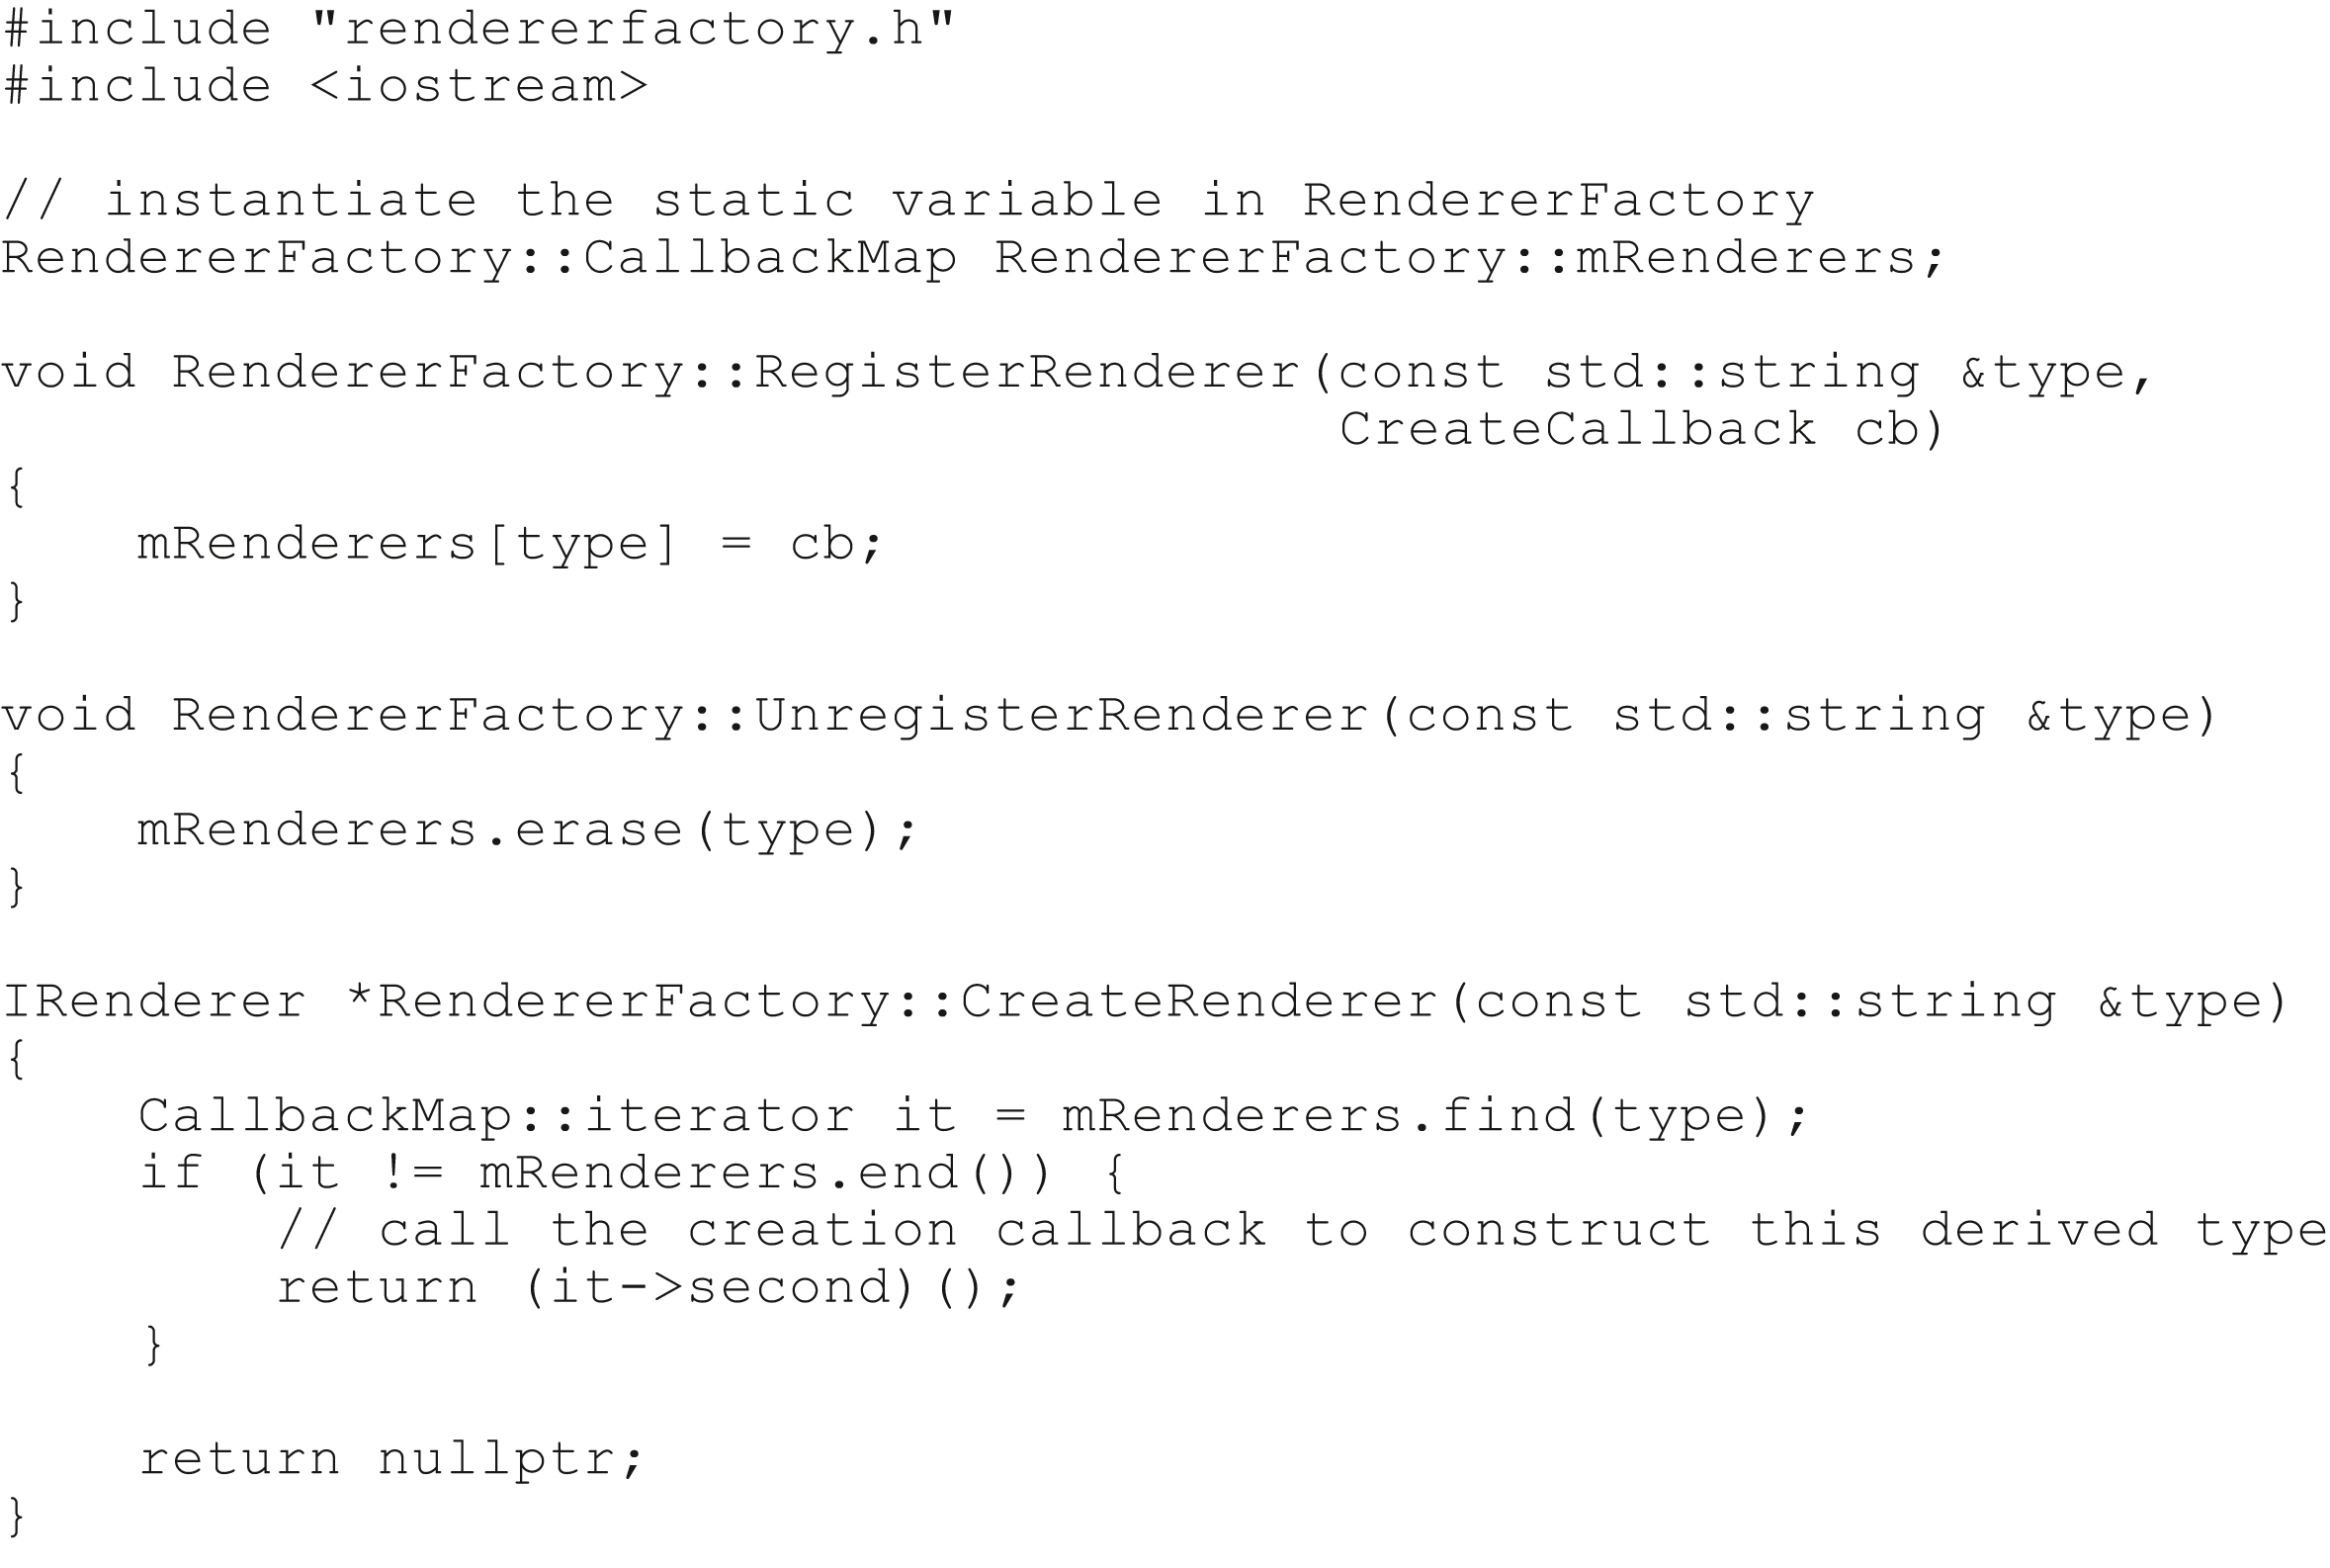 #include "rendererfactory.h"
#include <iostream>

// instantiate the static variable in RendererFactory
RendererFactory::CallbackMap RendererFactory::mRenderers;

void RendererFactory::RegisterRenderer(const std::string &type,
                                       CreateCallback cb)
{
    mRenderers[type] = cb;
}

void RendererFactory::UnregisterRenderer(const std::string &type)
{
    mRenderers.erase(type);
}

IRenderer *RendererFactory::CreateRenderer(const std::string &type)
{
    CallbackMap::iterator it = mRenderers.find(type);
    if (it != mRenderers.end()) {
        // call the creation callback to construct this derived type
        return (it->second)();
    }

    return nullptr;
}